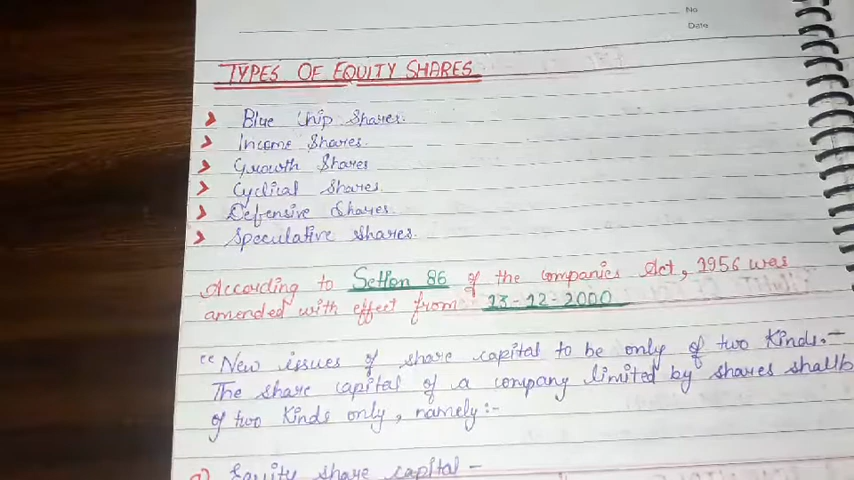 No
Date
TYPES OF EQUITY SHARES
Blue Chip Shares.
Income Shares.
Growth Shares
Cyclical Shares
Defensive Shares.
Speculative shares.
According to Settion 86 of the companies Act, 1956 was
amended with effect from 13-12-2000
"New issues of share capital to be only of two Kinds.-
The share capital of a company limited by shares shallb
of two Kinds only, namely:-
a) Equity share capital -